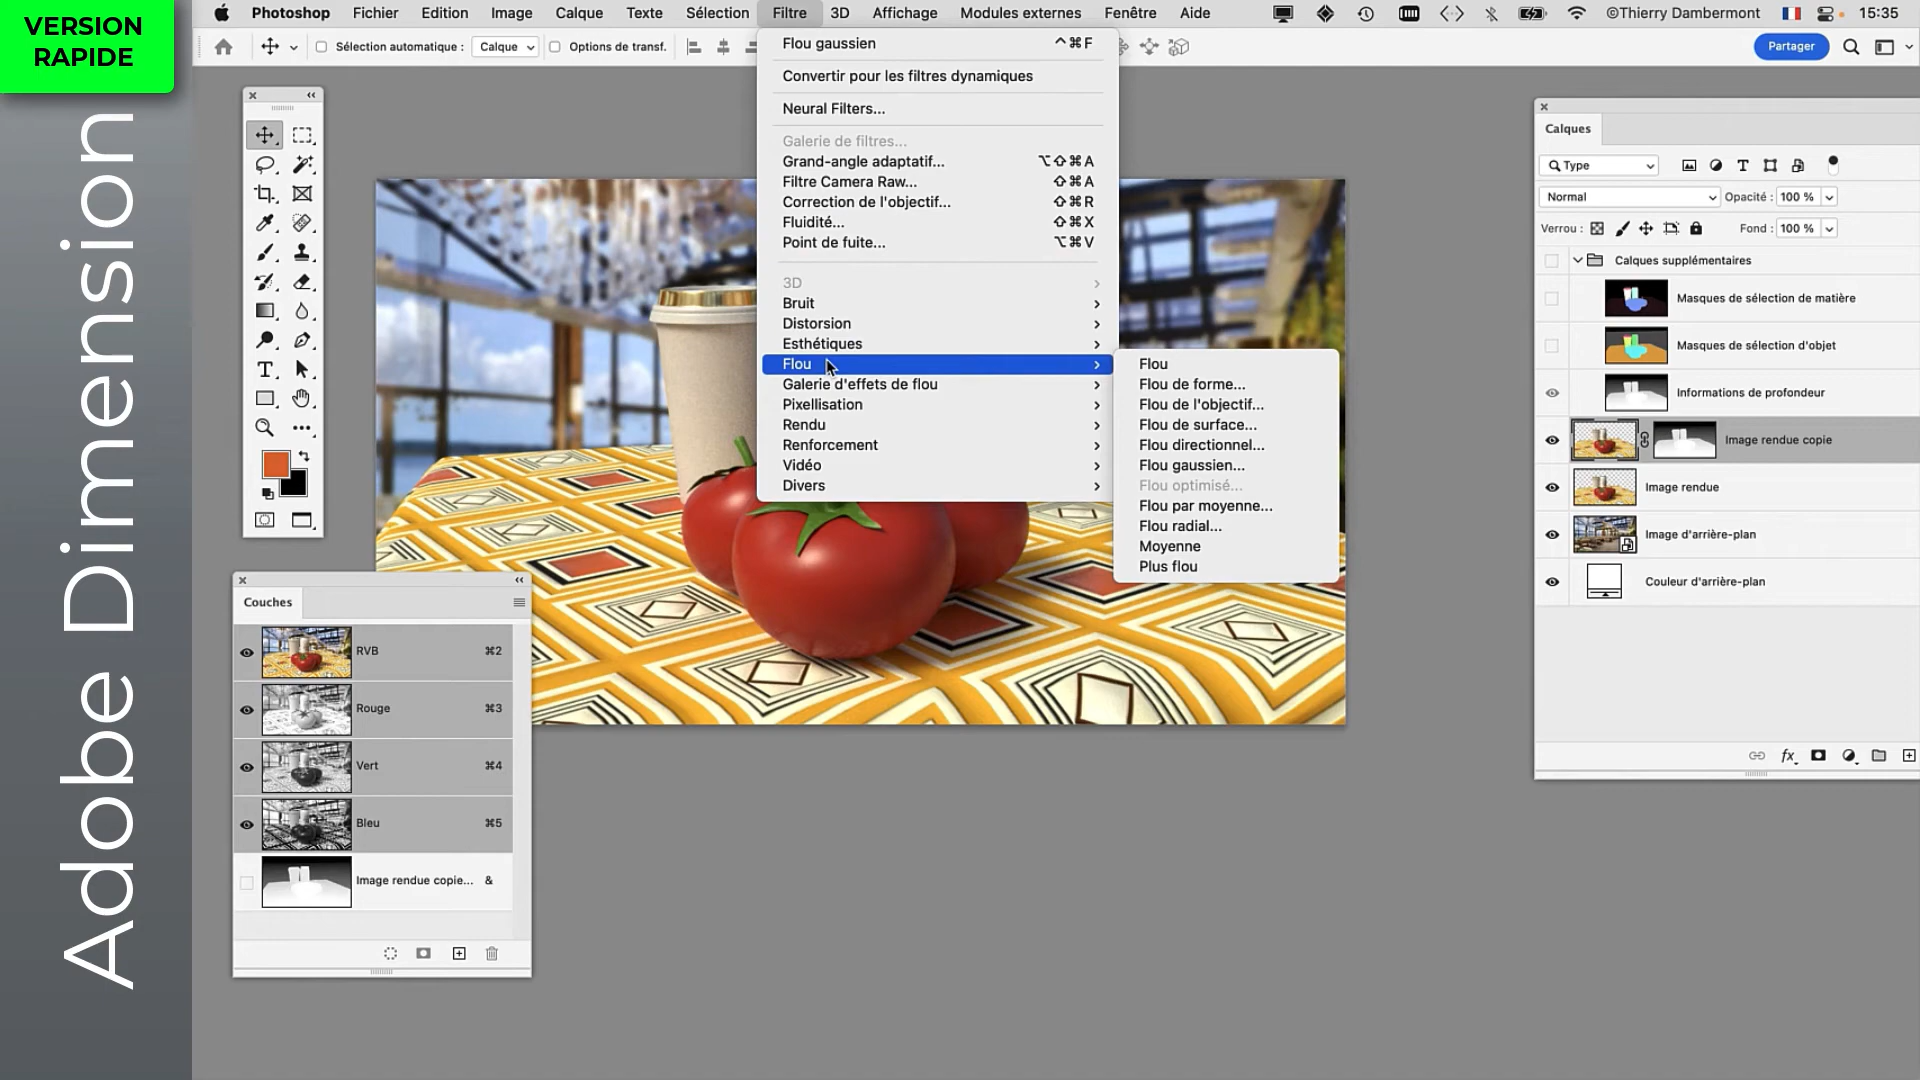 VERSION
RAPIDE
Adobe Dimension
Photoshop Fichier Edition Image Calque Texte Sélection Filtre 3D Affichage Modules externes Fenêtre Aide ©Thierry Dambermont 15:35
Sélection automatique : Calque Options de transf. Partager
Flou gaussien ^⌘F
Convertir pour les filtres dynamiques
Neural Filters...
Galerie de filtres...
Grand-angle adaptatif... ⌥⇧⌘A
Filtre Camera Raw... ⇧⌘A
Correction de l'objectif... ⇧⌘R
Fluidité... ⇧⌘X
Point de fuite... ⌥⌘V
3D
Bruit
Distorsion
Esthétiques
Flou
Galerie d'effets de flou
Pixellisation
Rendu
Renforcement
Vidéo
Divers
Flou
Flou de forme...
Flou de l'objectif...
Flou de surface...
Flou directionnel...
Flou gaussien...
Flou optimisé...
Flou par moyenne...
Flou radial...
Moyenne
Plus flou
Couches
RVB ⌘2
Rouge ⌘3
Vert ⌘4
Bleu ⌘5
Image rendue copie... &
Calques
Type
Normal Opacité : 100 %
Verrou : Fond : 100 %
Calques supplémentaires
Masques de sélection de matière
Masques de sélection d'objet
Informations de profondeur
Image rendue copie
Image rendue
Image d'arrière-plan
Couleur d'arrière-plan
fx